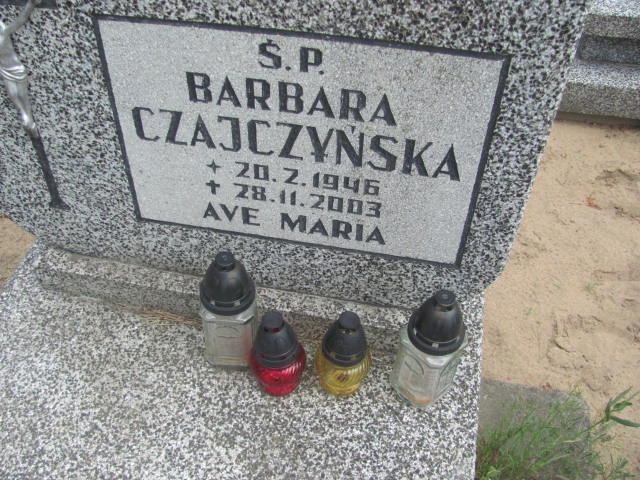 Ś.P.
BARBARA
CZAJCZYŃSKA
* 20.2.1946
✝ 28.11.2003
AVE MARIA